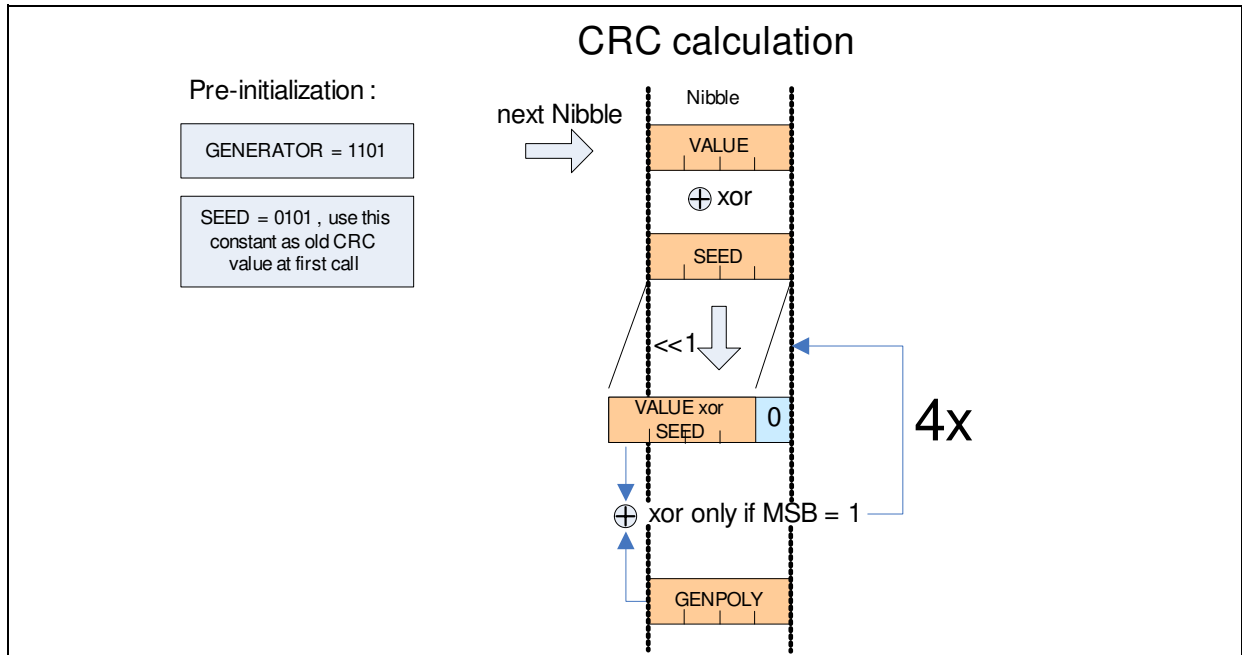 CRC calculation
Pre-initialization :
GENERATOR = 1101
SEED = 0101 , use this
constant as old CRC
value at first call
next Nibble
Nibble
VALUE
xor
SEED
<<1
VALUE xor
SEED
0
4x
xor only if MSB = 1
GENPOLY